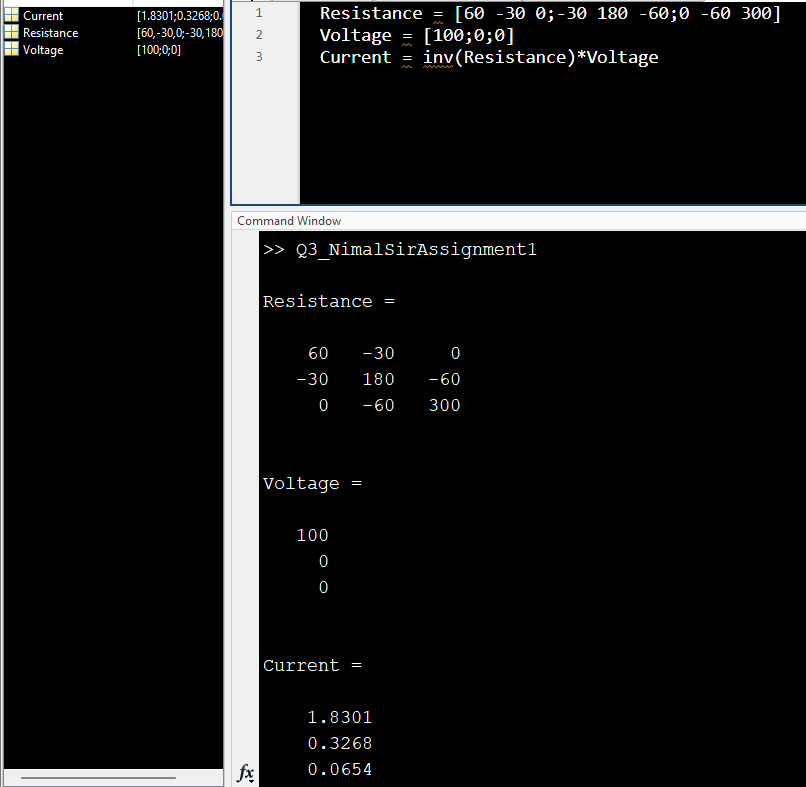 Current [1.8301;0.3268;0.
Resistance [60,-30,0;-30,180
Voltage [100;0;0]
1 Resistance = [60 -30 0;-30 180 -60;0 -60 300]
2 Voltage = [100;0;0]
3 Current = inv(Resistance)*Voltage
Command Window
>> Q3_NimalSirAssignment1
Resistance =
60 -30 0
-30 180 -60
0 -60 300
Voltage =
100
0
0
Current =
1.8301
0.3268
0.0654
fx